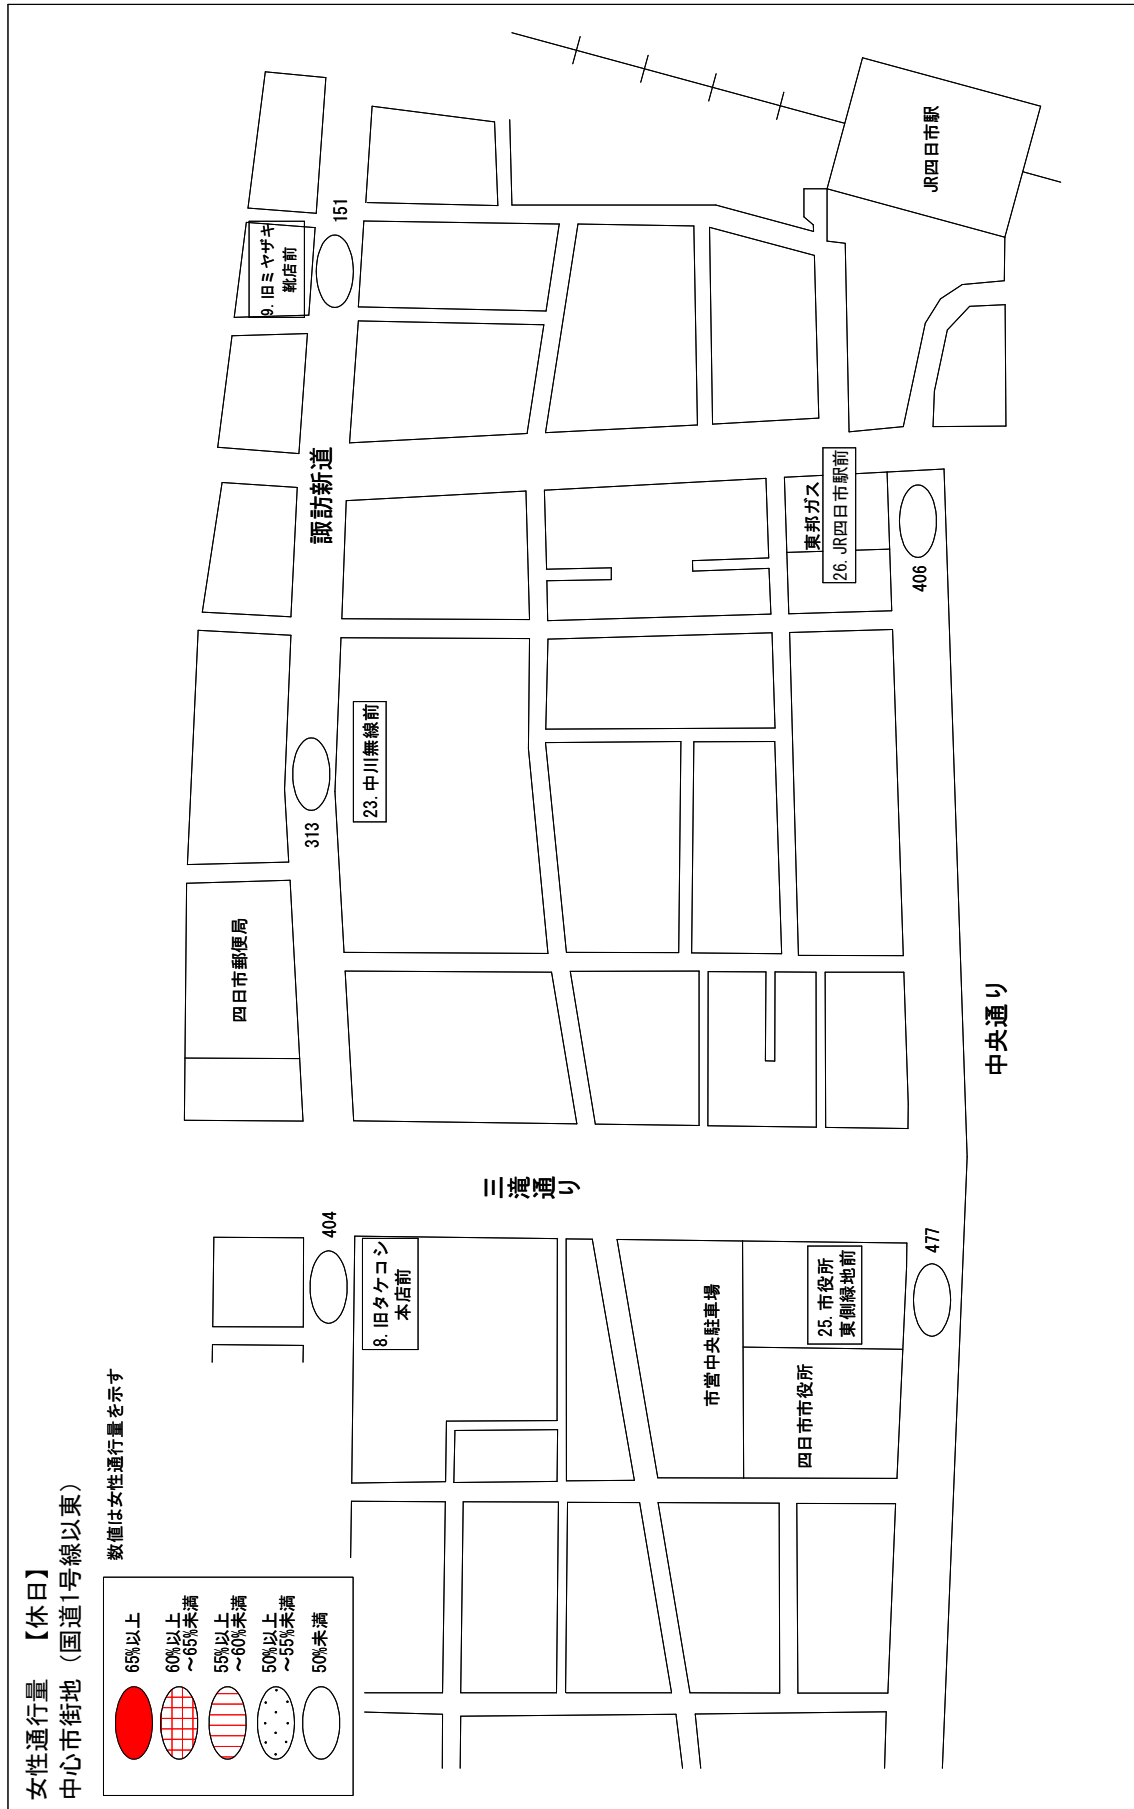 女性通行量　【休日】
中心市街地（国道1号線以東）
数値は女性通行量を示す
65%以上
60%以上
～65%未満
55%以上
～60%未満
50%以上
～55%未満
50%未満
四日市郵便局
諏訪新道
9. 旧ミヤザキ
靴店前
151
313
23. 中川無線前
404
8. 旧タケコシ
本店前
三滝通り
市営中央駐車場
四日市市役所
25. 市役所
東側緑地前
477
中央通り
東邦ガス
26. JR四日市駅前
406
JR四日市駅